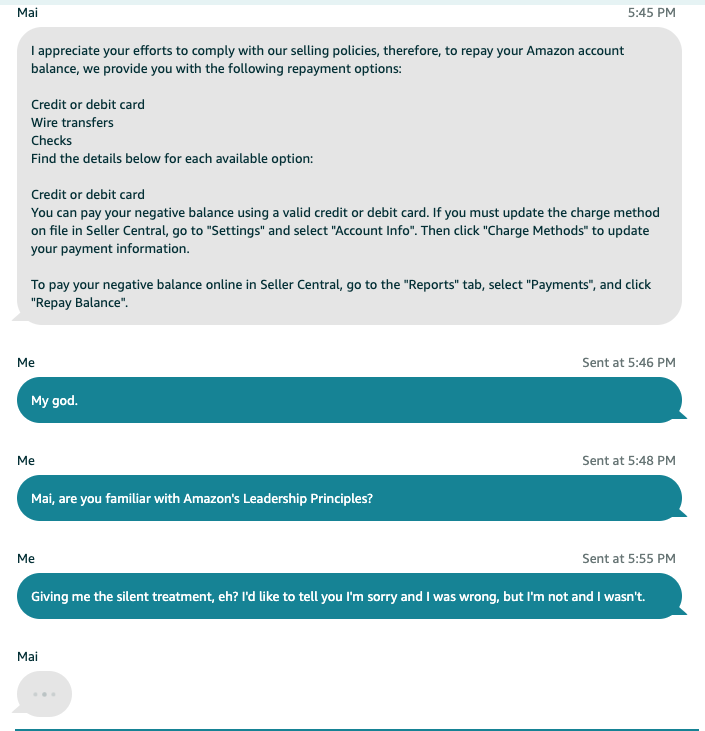 Mai
5:45 PM
I appreciate your efforts to comply with our selling policies, therefore, to repay your Amazon account
balance, we provide you with the following repayment options:
Credit or debit card
Wire transfers
Checks
Find the details below for each available option:
Credit or debit card
You can pay your negative balance using a valid credit or debit card. If you must update the charge method
on file in Seller Central, go to "Settings" and select "Account Info". Then click "Charge Methods" to update
your payment information.
To pay your negative balance online in Seller Central, go to the "Reports" tab, select "Payments", and click
"Repay Balance".
Me
Sent at 5:46 PM
My god.
Me
Sent at 5:48 PM
Mai, are you familiar with Amazon's Leadership Principles?
Me
Sent at 5:55 PM
Giving me the silent treatment, eh? I'd like to tell you I'm sorry and I was wrong, but I'm not and I wasn't.
Mai